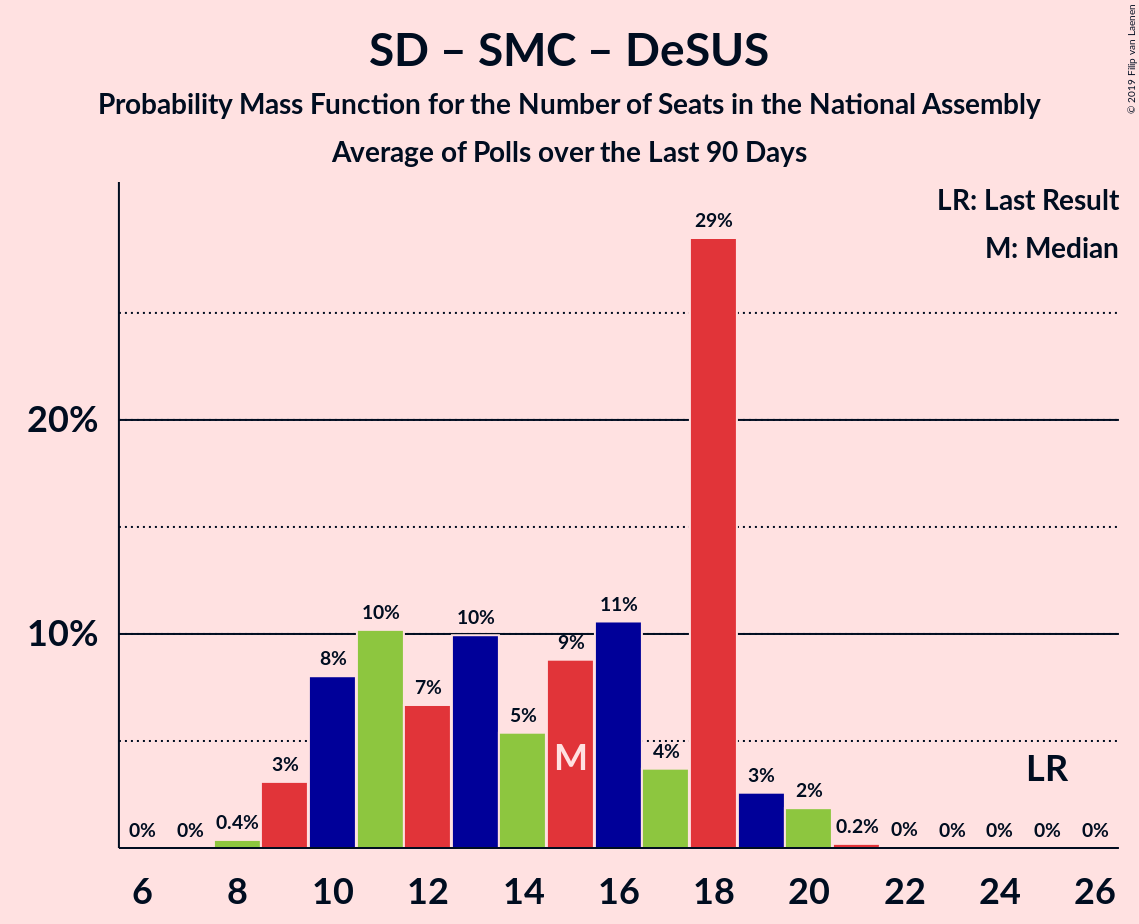 SD – SMC – DeSUS
Probability Mass Function for the Number of Seats in the National Assembly
Average of Polls over the Last 90 Days
© 2019 Filip van Laenen
LR: Last Result
M: Median
20%
10%
0%
0%
0.4%
3%
8%
10%
7%
10%
5%
9%
11%
4%
29%
3%
2%
0.2%
0%
0%
0%
0%
0%
M
LR
6 8 10 12 14 16 18 20 22 24 26